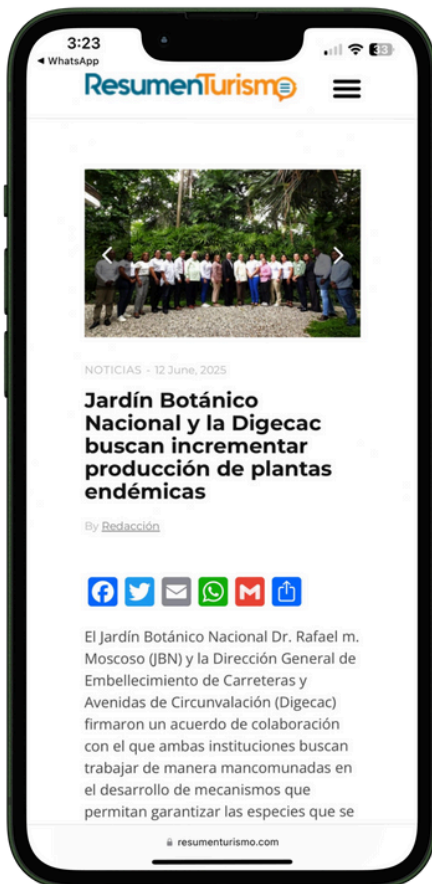 3:23
33
WhatsApp
ResumenTurismo
NOTICIAS - 12 June, 2025
Jardín Botánico
Nacional y la Digecac
buscan incrementar
producción de plantas
endémicas
By Redacción
El Jardín Botánico Nacional Dr. Rafael m.
Moscoso (JBN) y la Dirección General de
Embellecimiento de Carreteras y
Avenidas de Circunvalación (Digecac)
firmaron un acuerdo de colaboración
con el que ambas instituciones buscan
trabajar de manera mancomunadas en
el desarrollo de mecanismos que
permitan garantizar las especies que se
resumenturismo.com